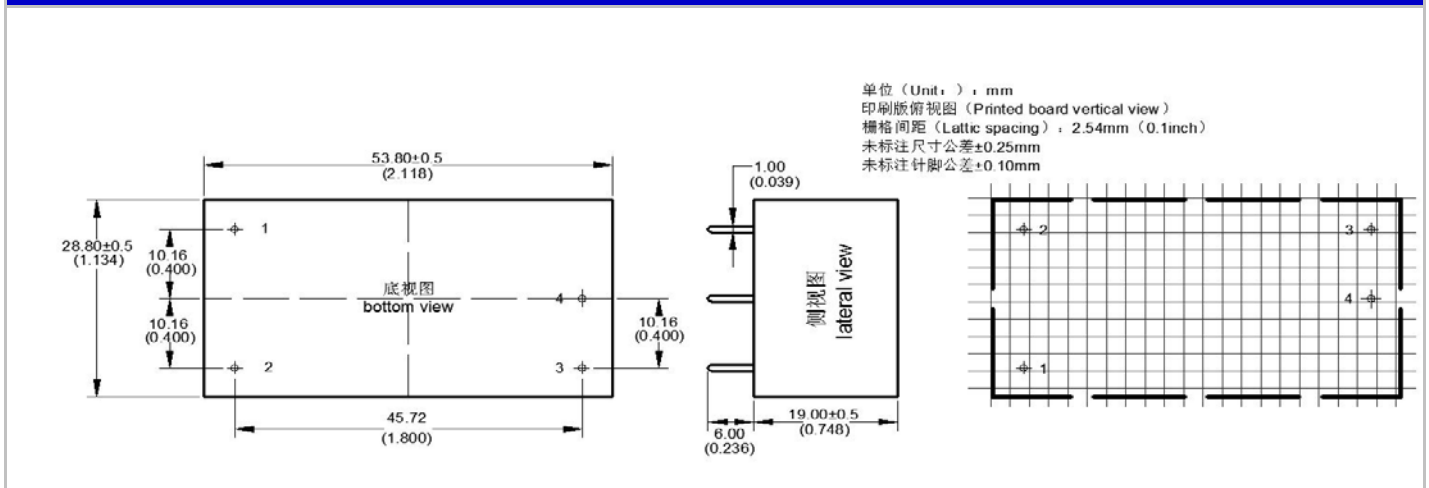 单位（Unit：）：mm
印刷版俯视图（Printed board vertical view）
栅格间距（Lattic spacing）：2.54mm（0.1inch）
未标注尺寸公差±0.25mm
未标注针脚公差±0.10mm
53.80±0.5
(2.118)
28.80±0.5
(1.134)
10.16
(0.400)
10.16
(0.400)
1
2
底视图
bottom view
4
3
10.16
(0.400)
45.72
(1.800)
1.00
(0.039)
侧视图
lateral view
6.00
(0.236)
19.00±0.5
(0.748)
2
3
4
1